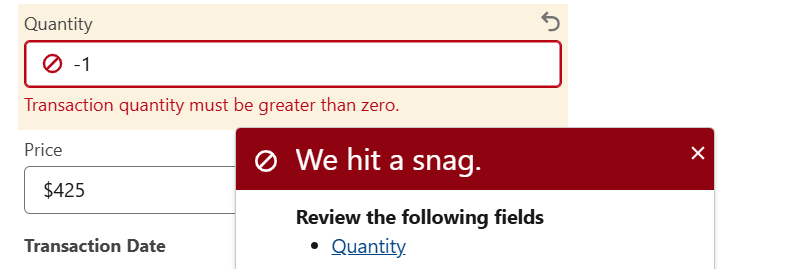 Quantity
-1
Transaction quantity must be greater than zero.
Price
We hit a snag.
$425
Review the following fields
Transaction Date
Quantity